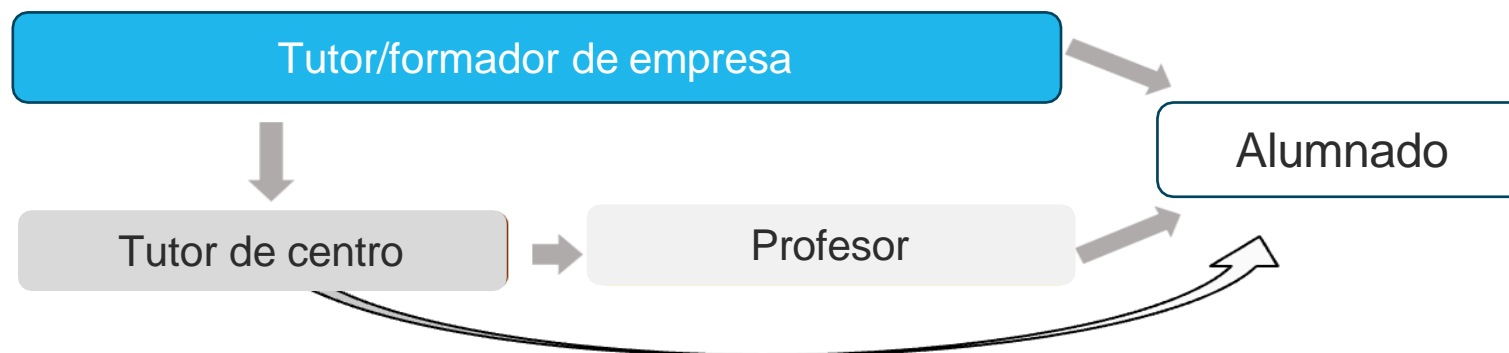 Tutor/formador de empresa
Alumnado
Tutor de centro
Profesor